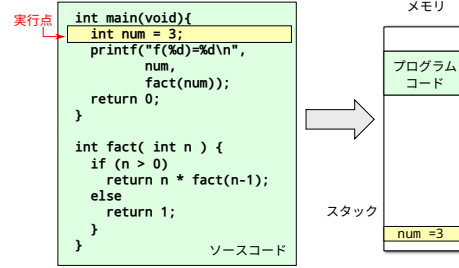 メモリ
実行点
int main(void){
int num = 3;
printf("f(%d)=%d\n",
num,
fact(num));
return 0;
}
int fact( int n ) {
if (n > 0)
return n * fact(n-1);
else
return 1;
}
}
ソースコード
プログラム
コード
スタック
num =3